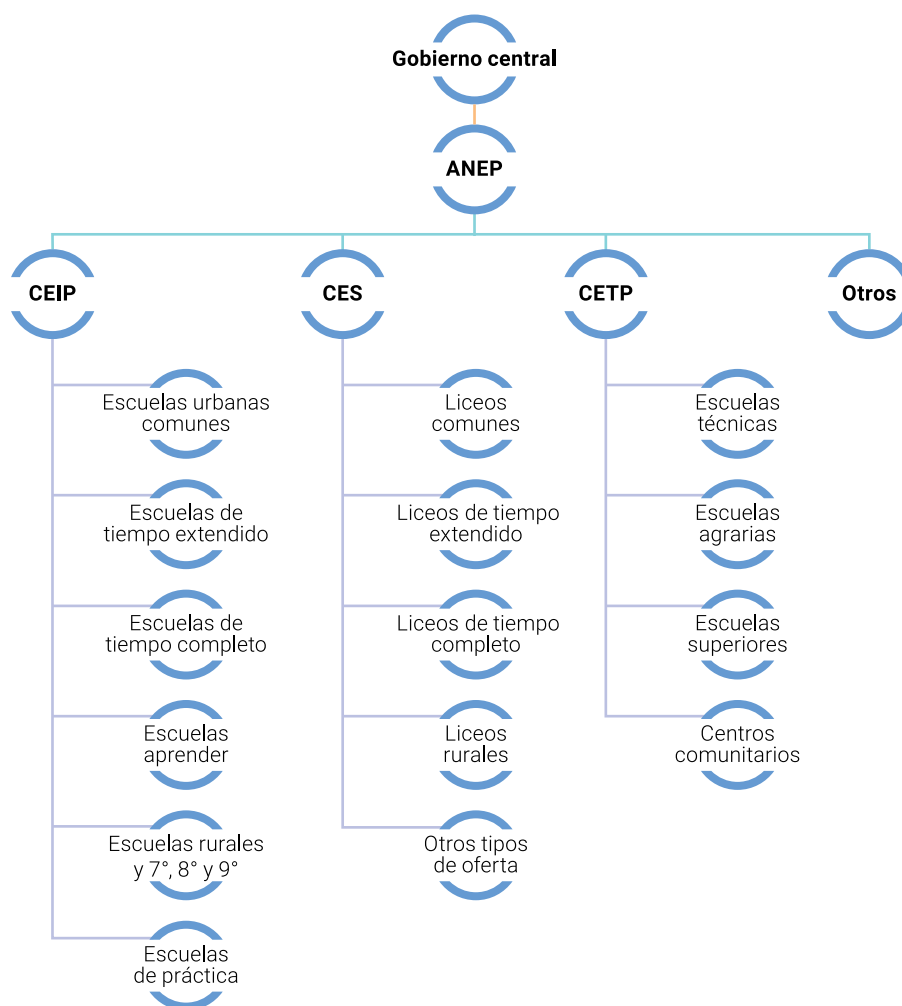 Gobierno central
ANEP
CEIP
CES
CETP
Otros
Escuelas urbanas
comunes
Escuelas de
tiempo extendido
Escuelas de
tiempo completo
Escuelas
aprender
Escuelas rurales
y 7°, 8° y 9°
Escuelas
de práctica
Liceos
comunes
Liceos de tiempo
extendido
Liceos de tiempo
completo
Liceos
rurales
Otros tipos
de oferta
Escuelas
técnicas
Escuelas
agrarias
Escuelas
superiores
Centros
comunitarios